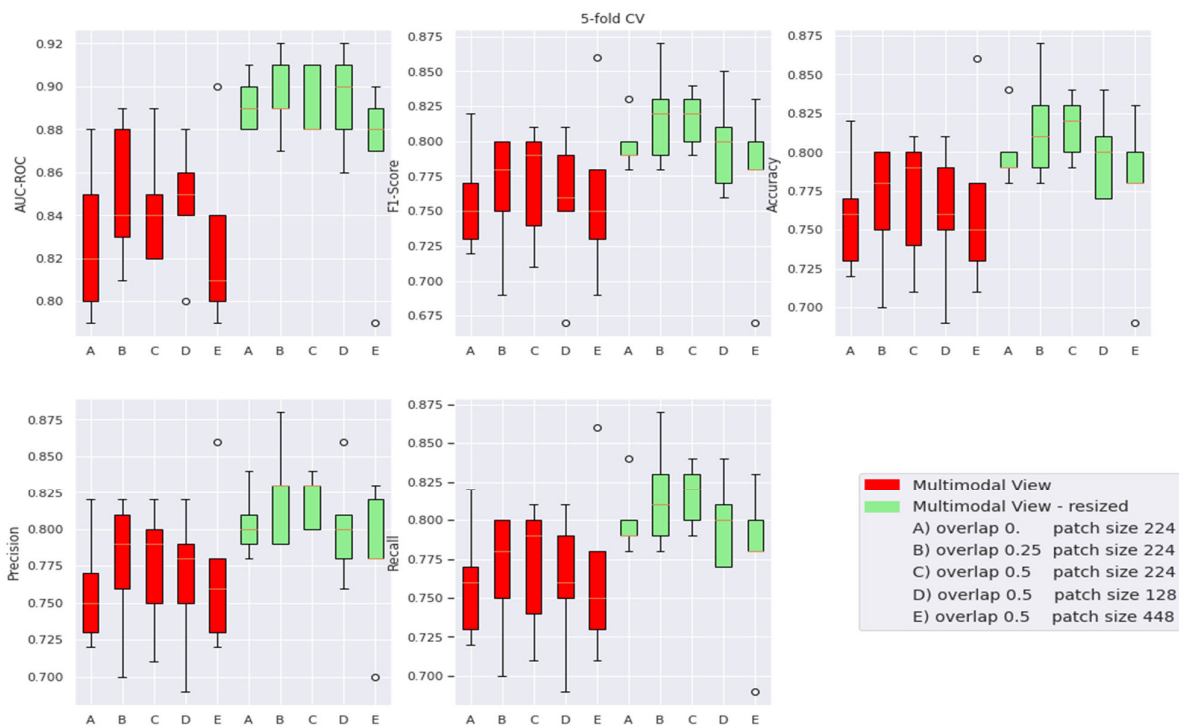 5-fold CV
AUC-ROC
0.92
0.90
0.88
0.86
0.84
0.82
0.80
A B C D E A B C D E
F1-Score
0.875
0.850
0.825
0.800
0.775
0.750
0.725
0.700
0.675
A B C D E A B C D E
Accuracy
0.875
0.850
0.825
0.800
0.775
0.750
0.725
0.700
A B C D E A B C D E
Precision
0.875
0.850
0.825
0.800
0.775
0.750
0.725
0.700
A B C D E A B C D E
Recall
0.875
0.850
0.825
0.800
0.775
0.750
0.725
0.700
A B C D E A B C D E
Multimodal View
Multimodal View - resized
A) overlap 0. patch size 224
B) overlap 0.25 patch size 224
C) overlap 0.5 patch size 224
D) overlap 0.5 patch size 128
E) overlap 0.5 patch size 448